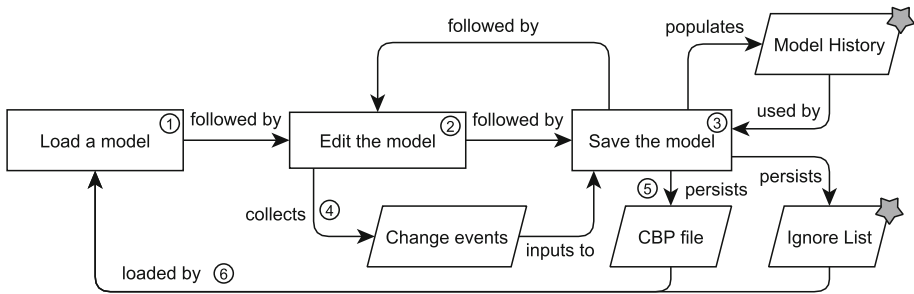 followed by
populates
Model History
Load a model
①
followed by
Edit the model
②
followed by
Save the model
③
used by
collects
④
Change events
inputs to
⑤
persists
CBP file
persists
Ignore List
loaded by ⑥